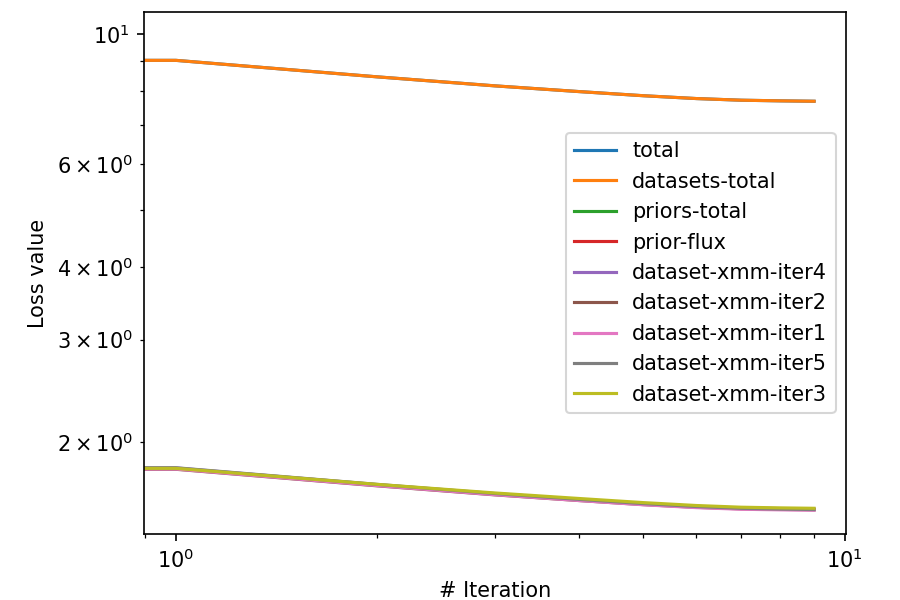 10¹
6 × 10⁰
4 × 10⁰
3 × 10⁰
2 × 10⁰
Loss value
total
datasets-total
priors-total
prior-flux
dataset-xmm-iter4
dataset-xmm-iter2
dataset-xmm-iter1
dataset-xmm-iter5
dataset-xmm-iter3
10⁰
10¹
# Iteration